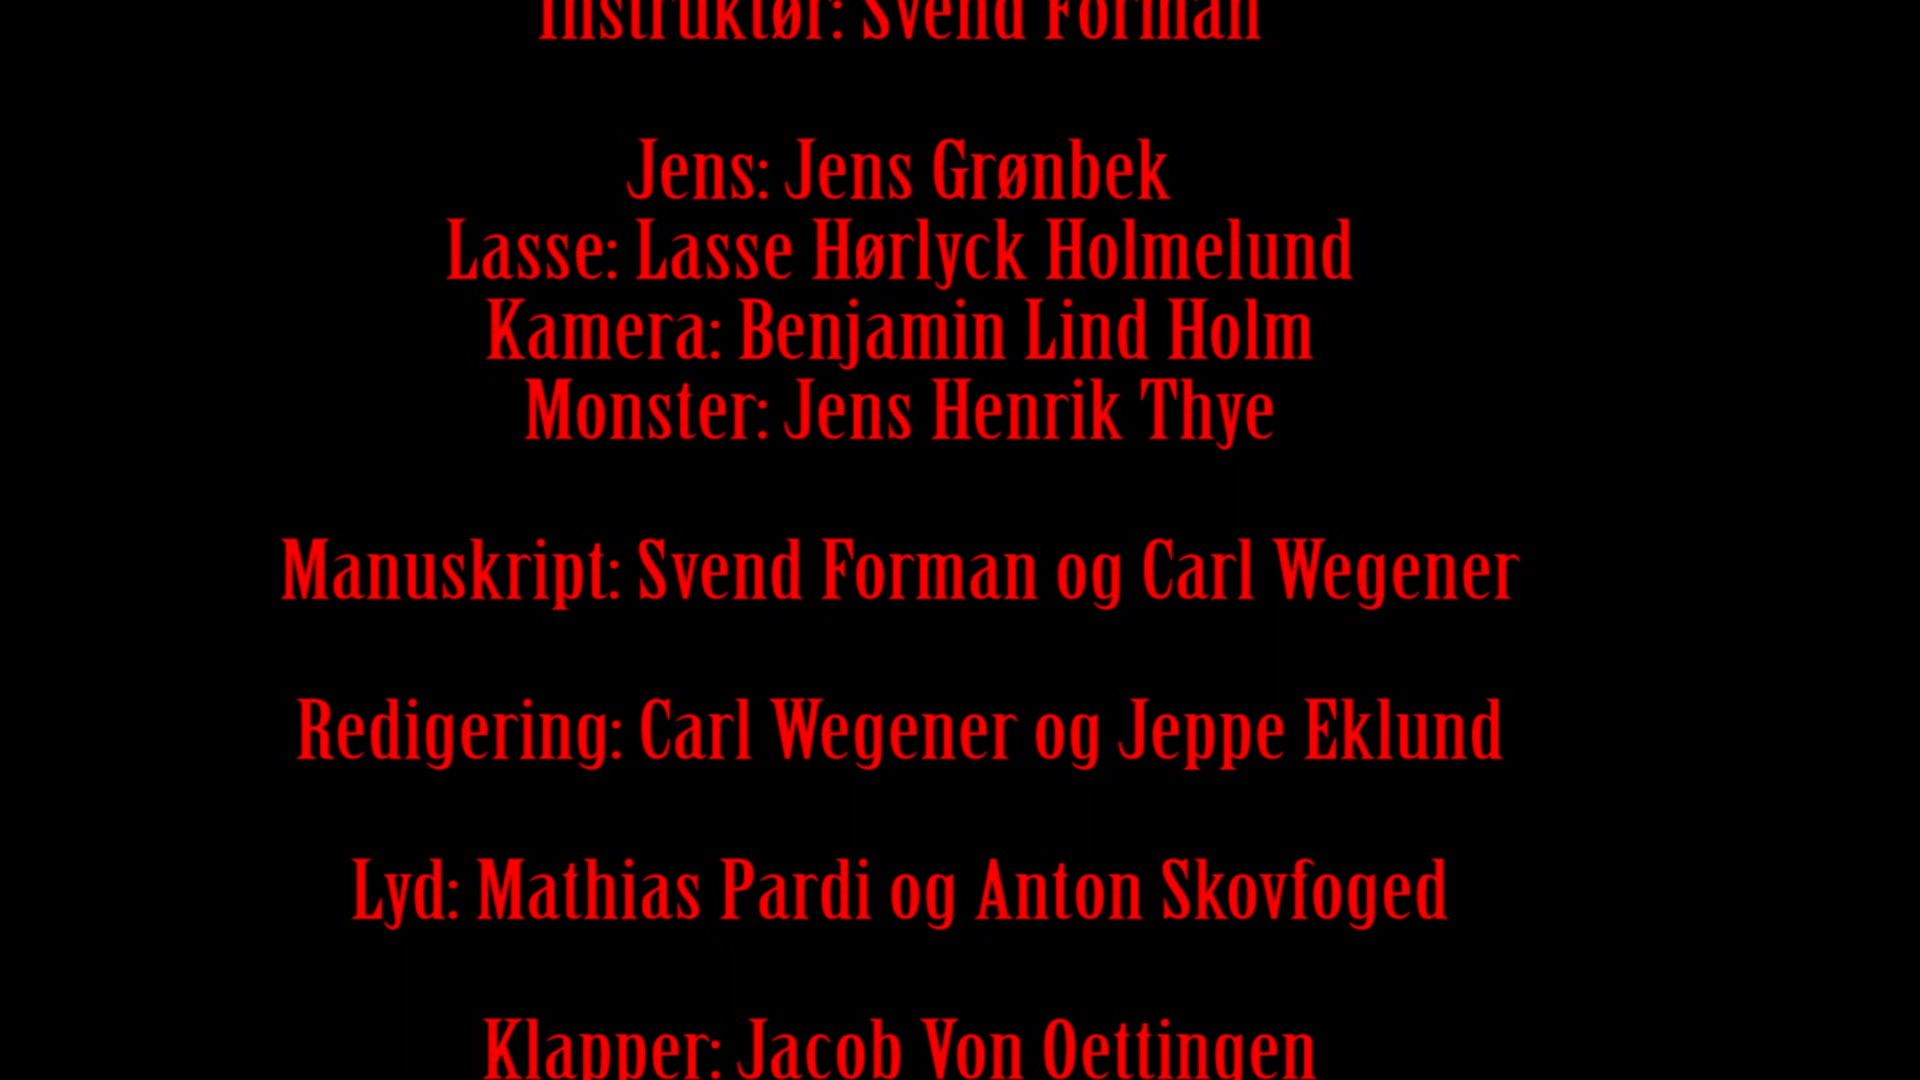 Instruktør: Svend Forman
Jens: Jens Grønbek
Lasse: Lasse Hørlyck Holmelund
Kamera: Benjamin Lind Holm
Monster: Jens Henrik Thye
Manuskript: Svend Forman og Carl Wegener
Redigering: Carl Wegener og Jeppe Eklund
Lyd: Mathias Pardi og Anton Skovfoged
Klapper: Jacob Von Oettingen